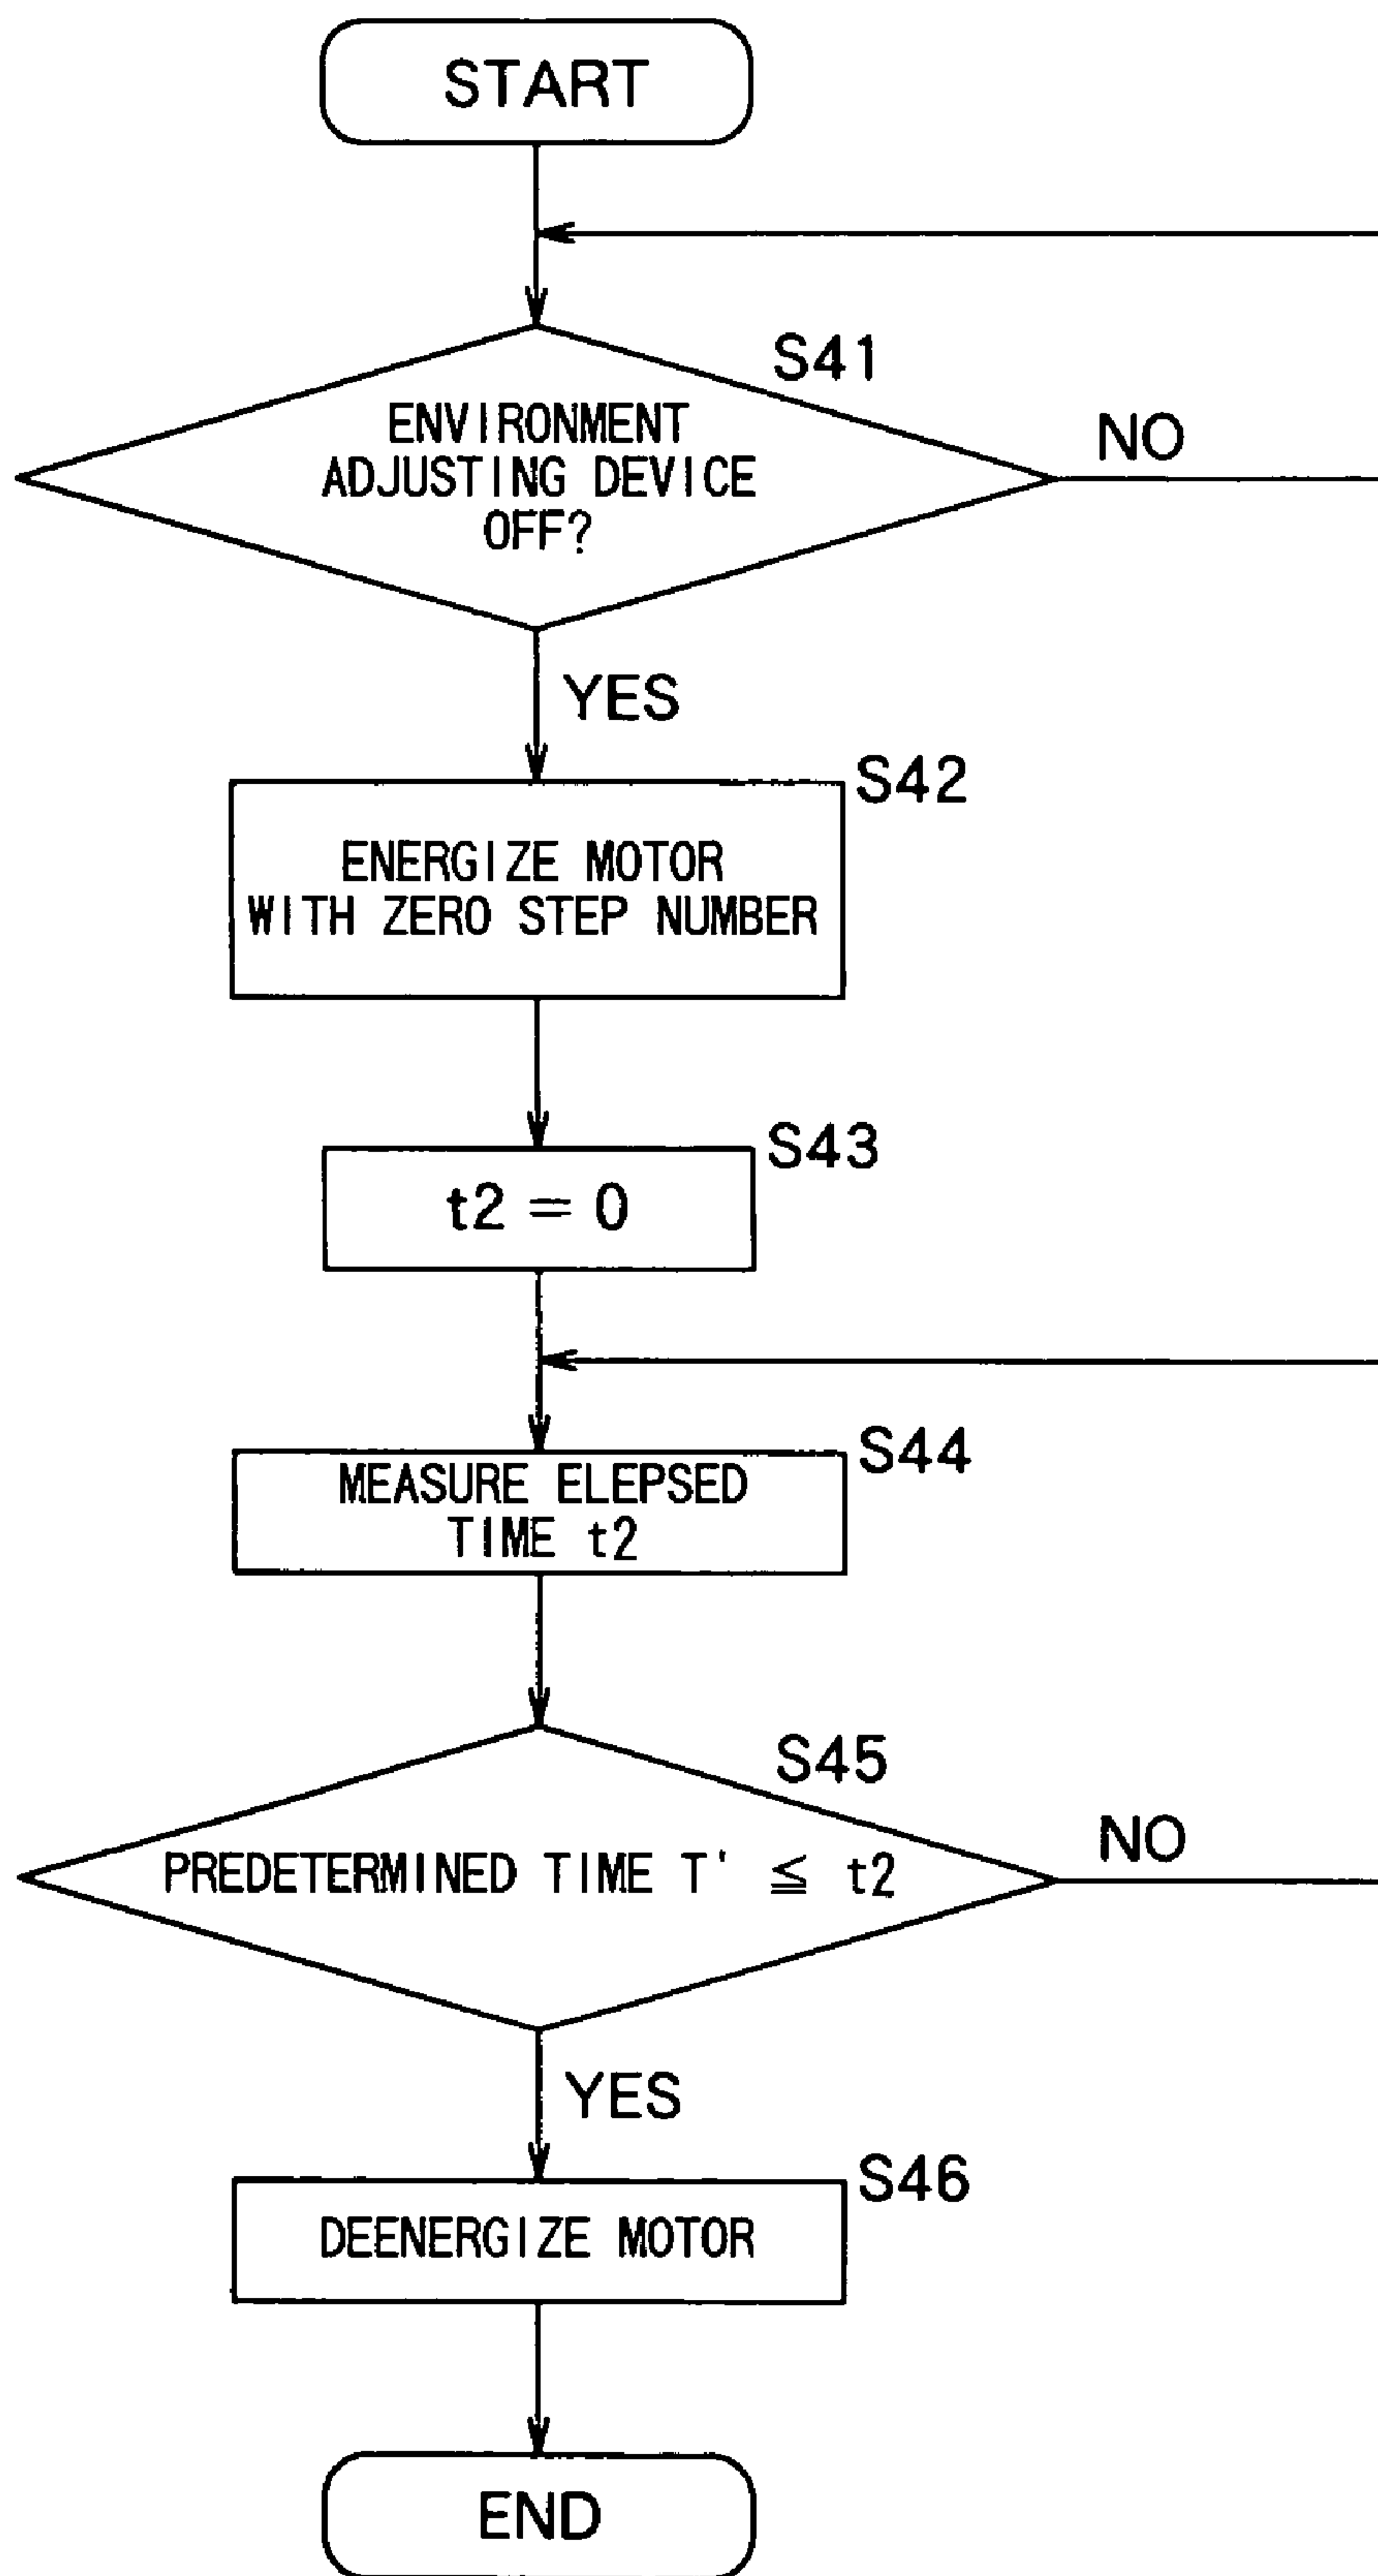 START
S41
ENVIRONMENT
ADJUSTING DEVICE
OFF?
NO
YES
S42
ENERGIZE MOTOR
WITH ZERO STEP NUMBER
S43
t2 = 0
S44
MEASURE ELEPSED
TIME t2
S45
PREDETERMINED TIME T' ≦ t2
NO
YES
S46
DEENERGIZE MOTOR
END